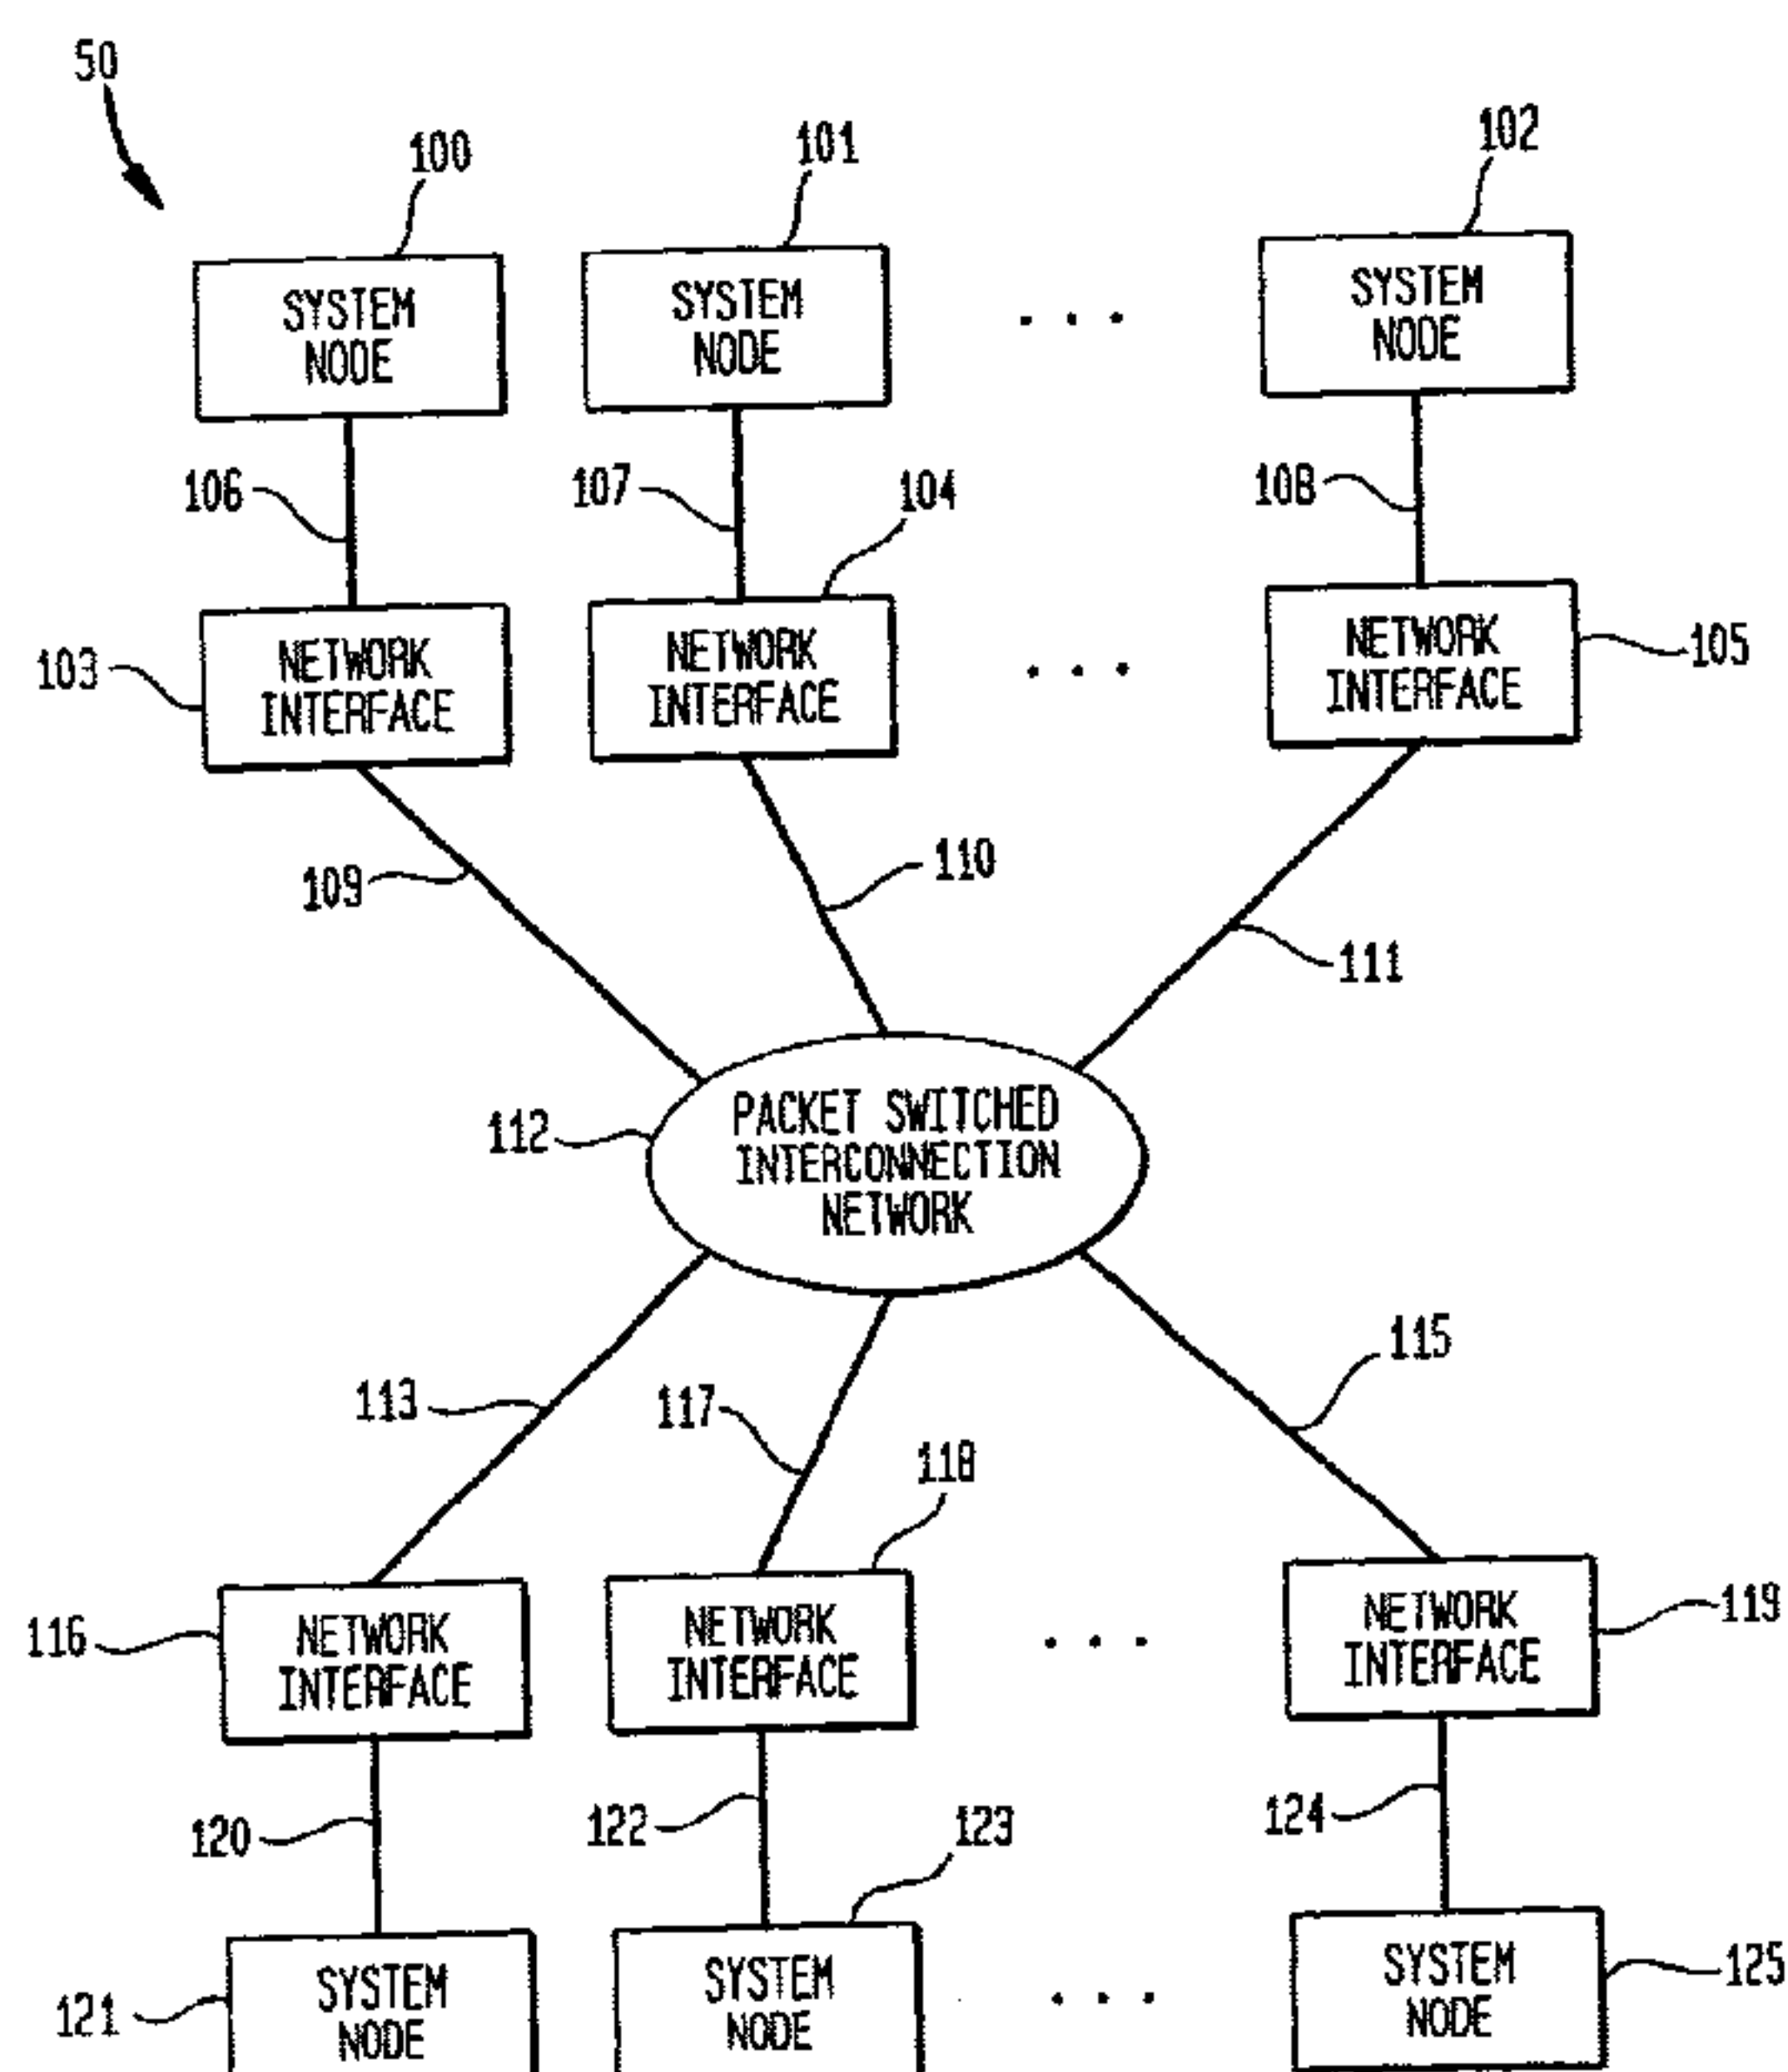 50
100
101
102
SYSTEM
NODE
SYSTEM
NODE
. . .
SYSTEM
NODE
106
107
104
108
103
NETWORK
INTERFACE
NETWORK
INTERFACE
. . .
NETWORK
INTERFACE
105
109
110
111
112
PACKET SWITCHED
INTERCONNECTION
NETWORK
113
117
118
115
116
NETWORK
INTERFACE
NETWORK
INTERFACE
. . .
NETWORK
INTERFACE
119
120
122
123
124
121
SYSTEM
NODE
SYSTEM
NODE
. . .
SYSTEM
NODE
125